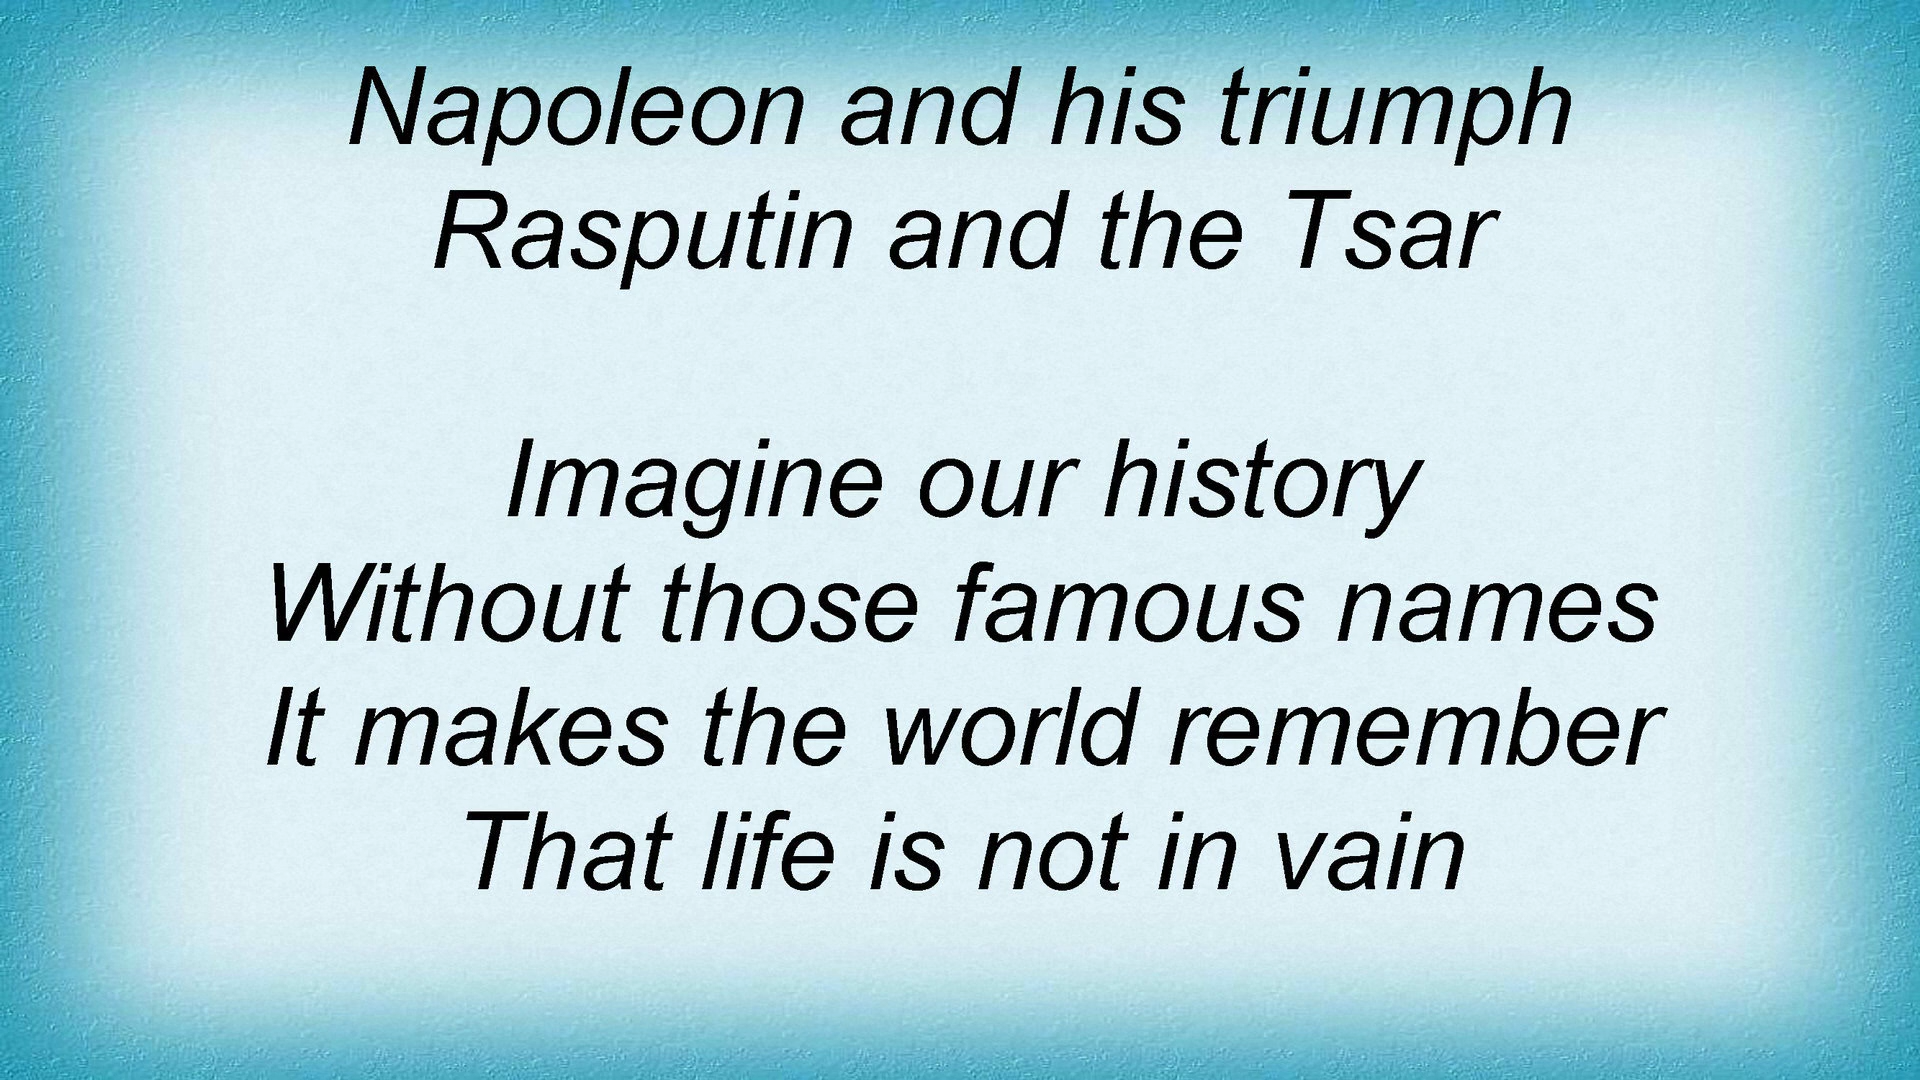 Napoleon and his triumph
Rasputin and the Tsar
Imagine our history
Without those famous names
It makes the world remember
That life is not in vain